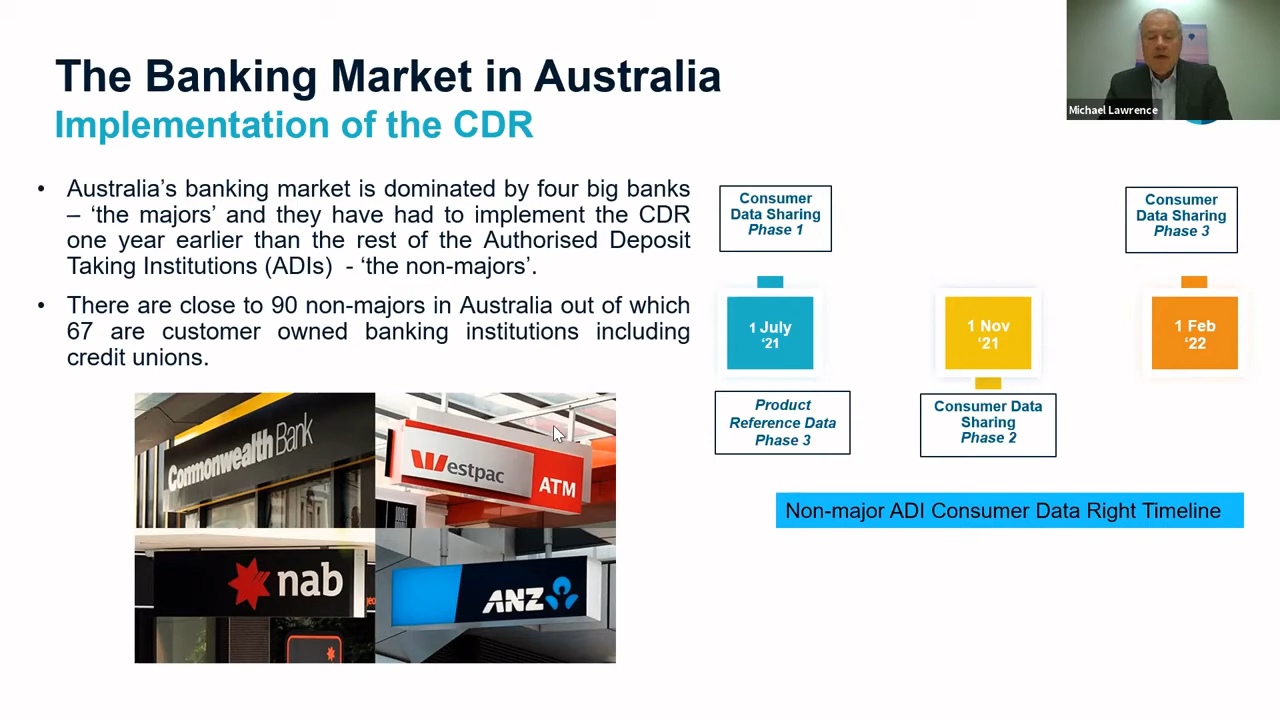 The Banking Market in Australia
Implementation of the CDR
Michael Lawrence
• Australia’s banking market is dominated by four big banks
– ‘the majors’ and they have had to implement the CDR
one year earlier than the rest of the Authorised Deposit
Taking Institutions (ADIs) - ‘the non-majors’.
• There are close to 90 non-majors in Australia out of which
67 are customer owned banking institutions including
credit unions.
CommonwealthBank
Westpac
ATM
nab
ANZ
Consumer
Data Sharing
Phase 1
Consumer
Data Sharing
Phase 3
1 July
‘21
1 Nov
‘21
1 Feb
‘22
Product
Reference Data
Phase 3
Consumer Data
Sharing
Phase 2
Non-major ADI Consumer Data Right Timeline